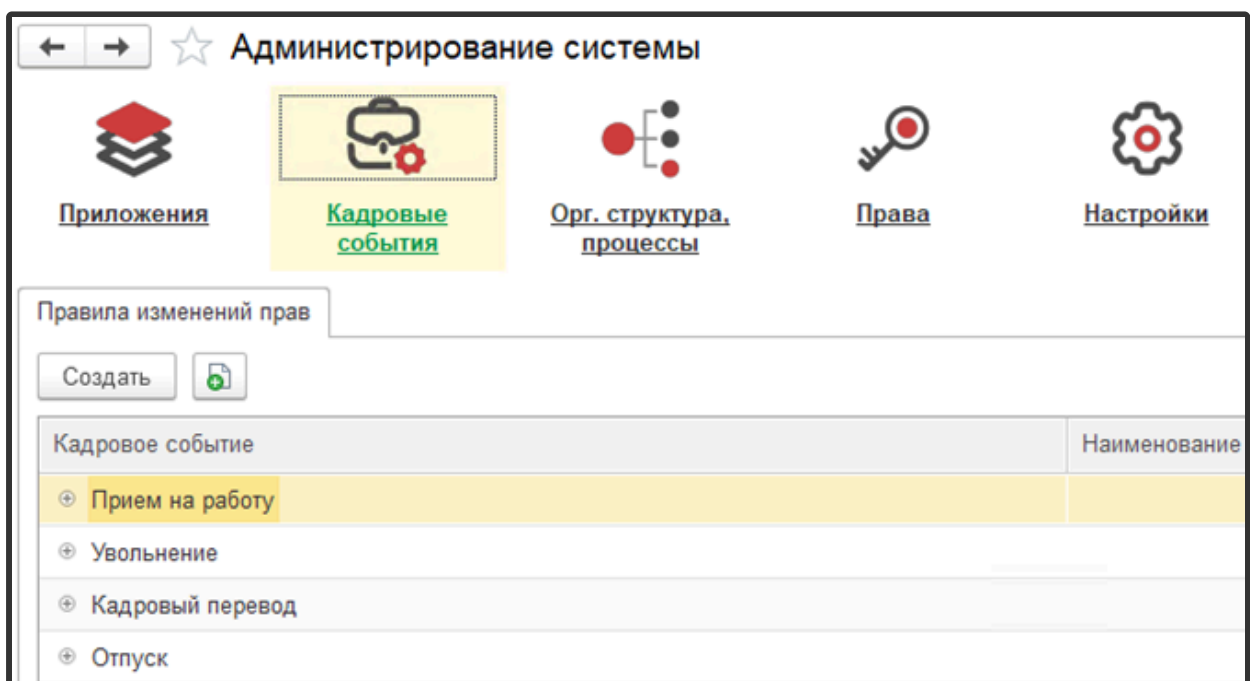 Администрирование системы
Приложения
Кадровые
события
Орг. структура,
процессы
Права
Настройки
Правила изменений прав
Создать
Кадровое событие
Наименование
Прием на работу
Увольнение
Кадровый перевод
Отпуск